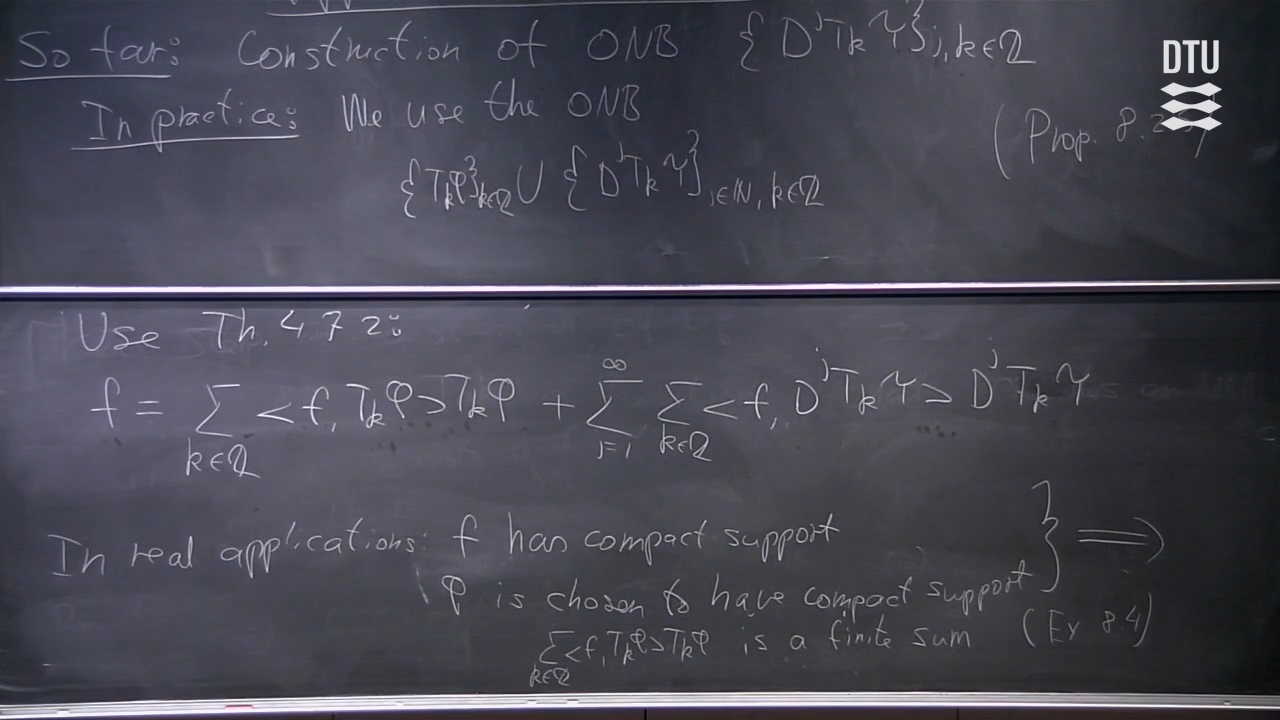 So far: Construction of ONB {D^j T_k ψ}_{j,k∈ℤ}
DTU
In practice: We use the ONB
(Prop. 8.2
{T_k φ}_{k∈ℤ} ∪ {D^j T_k ψ}_{j∈ℕ, k∈ℤ}
Use Th. 4.7.2:
f = ∑_{k∈ℤ} <f, T_k φ> T_k φ + ∑_{j=1}^∞ ∑_{k∈ℤ} <f, D^j T_k ψ> D^j T_k ψ
In real applications: f has compact support } ⟹
φ is chosen to have compact support
∑_{k∈ℤ} <f, T_k φ> T_k φ is a finite sum (Ex 8.4)